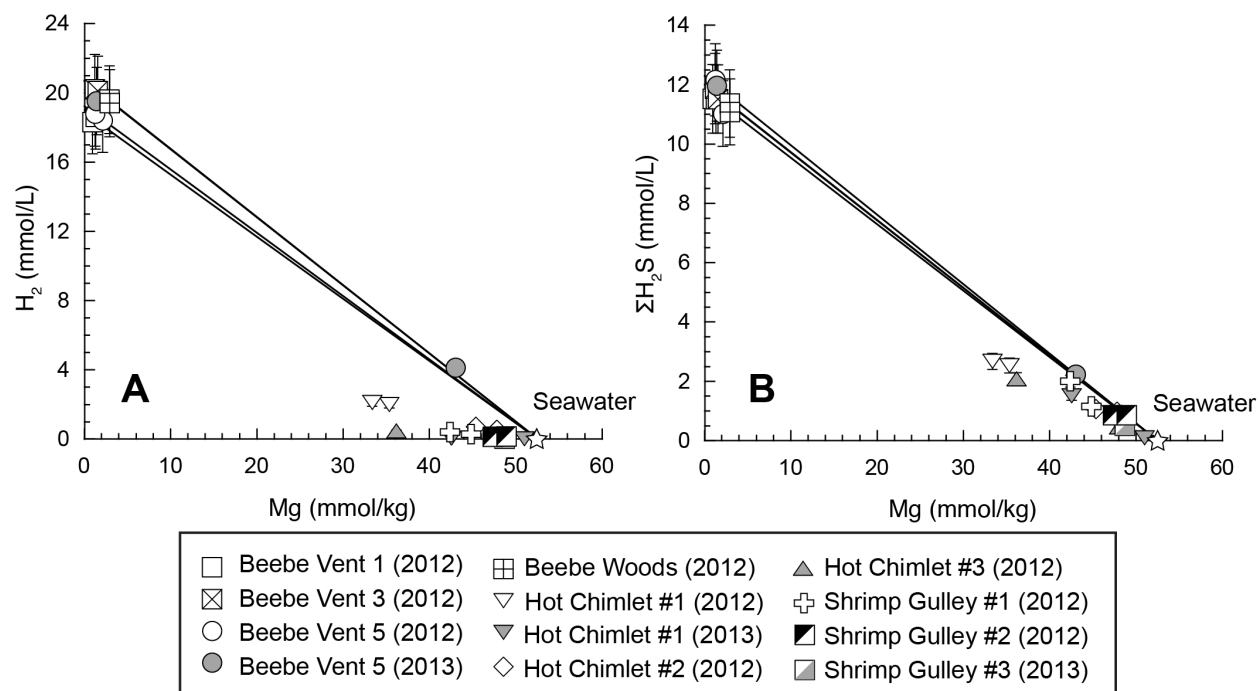 24
20
16
12
8
4
0
H₂ (mmol/L)
A
Seawater
0 10 20 30 40 50 60
Mg (mmol/kg)
14
12
10
8
6
4
2
0
ΣH₂S (mmol/L)
B
Seawater
0 10 20 30 40 50 60
Mg (mmol/kg)
Beebe Vent 1 (2012)
Beebe Vent 3 (2012)
Beebe Vent 5 (2012)
Beebe Vent 5 (2013)
Beebe Woods (2012)
Hot Chimlet #1 (2012)
Hot Chimlet #1 (2013)
Hot Chimlet #2 (2012)
Hot Chimlet #3 (2012)
Shrimp Gulley #1 (2012)
Shrimp Gulley #2 (2012)
Shrimp Gulley #3 (2013)